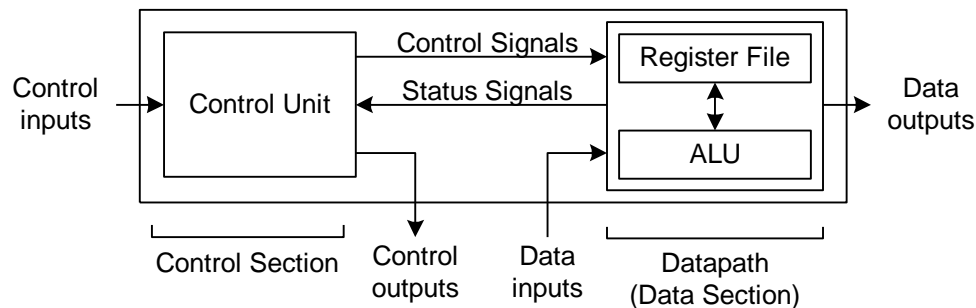 Control Signals
Register File
Control
inputs
Control Unit
Status Signals
Data
outputs
ALU
Control Section
Control
outputs
Data
inputs
Datapath
(Data Section)